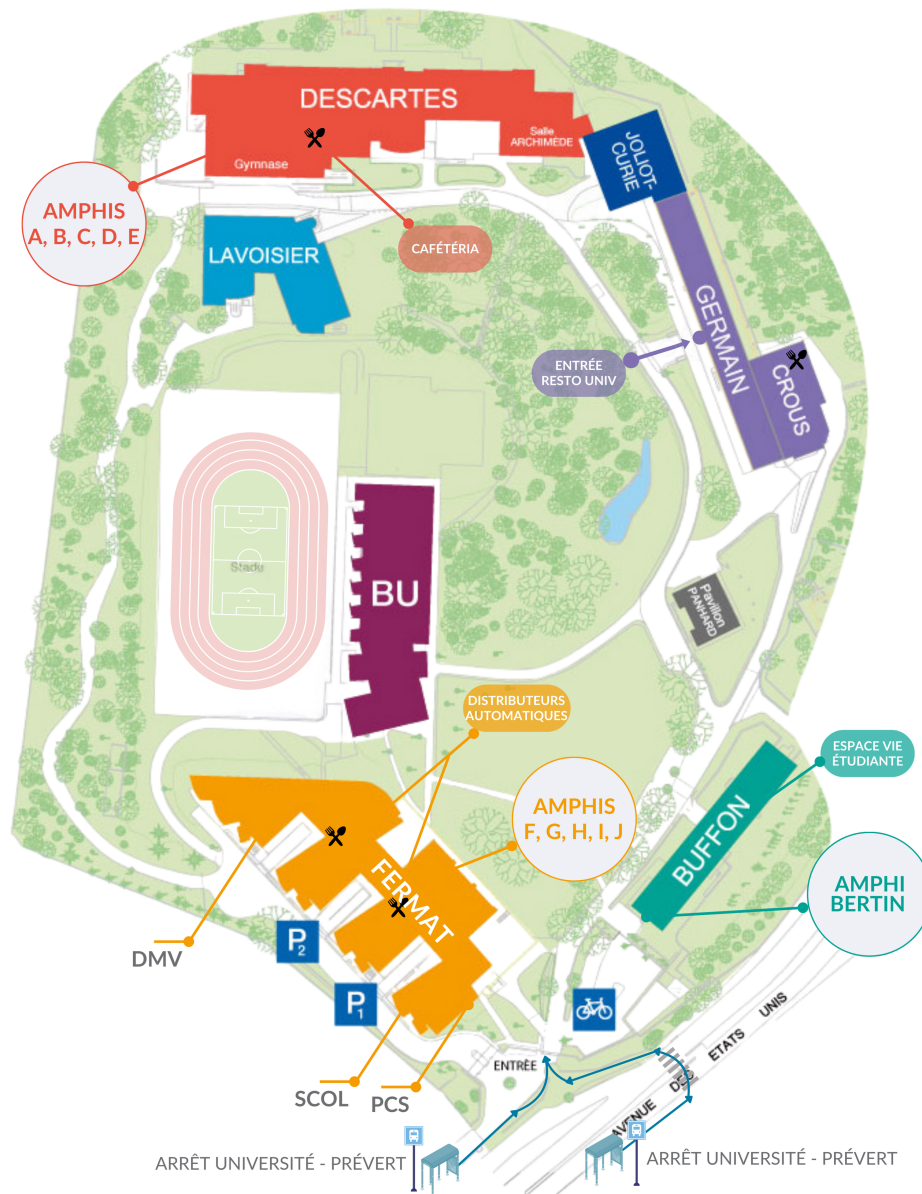 DESCARTES
Salle
ARCHIMÈDE
Gymnase
JOLIOT-
CURIE
AMPHIS
A, B, C, D, E
LAVOISIER
CAFÉTÉRIA
GERMAIN
ENTRÉE
RESTO UNIV
CROUS
Stade
BU
Pavillon
PANHARD
DISTRIBUTEURS
AUTOMATIQUES
ESPACE VIE
ÉTUDIANTE
AMPHIS
F, G, H, I, J
BUFFON
FERMAT
AMPHI
BERTIN
DMV
P2
P1
SCOL
PCS
ENTRÈE
AVENUE DES ETATS UNIS
ARRÊT UNIVERSITÉ - PRÉVERT
ARRÊT UNIVERSITÉ - PRÉVERT